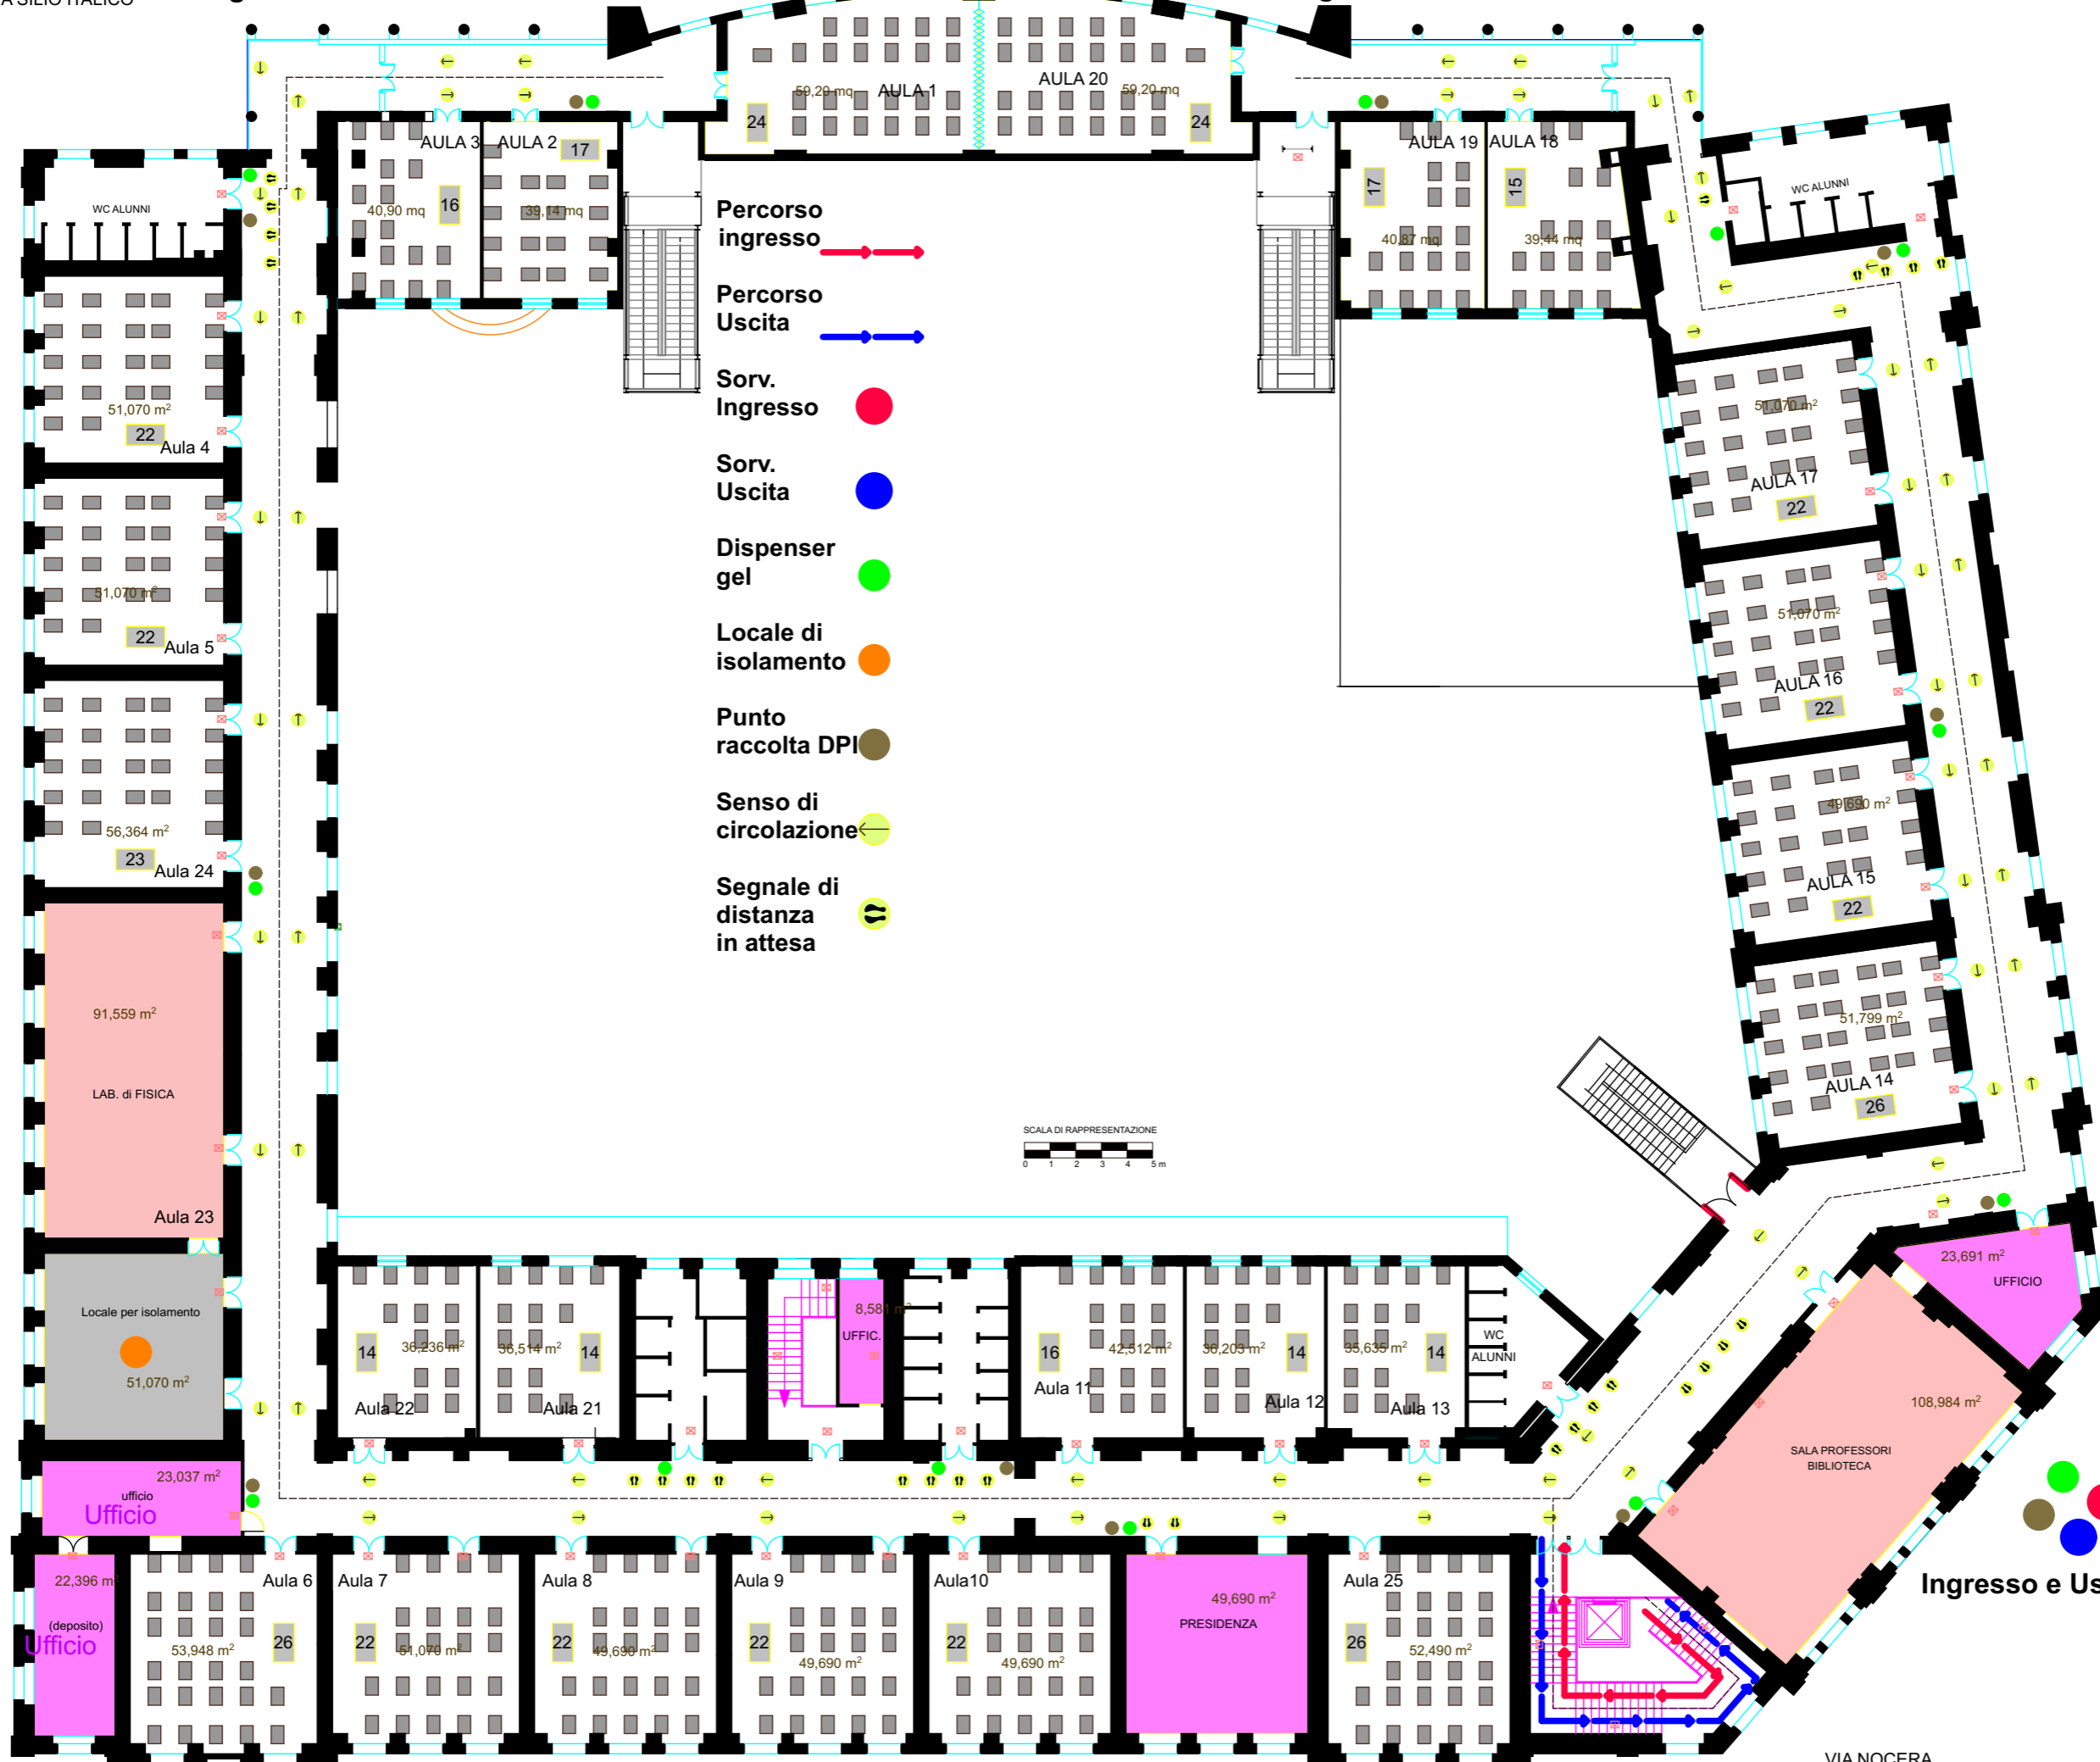 A SILIO ITALICO
AULA 1
59,20 mq
24
AULA 20
59,20 mq
24
AULA 3
40,90 mq
16
AULA 2
17
39,14 mq
AULA 19
17
40,87 mq
AULA 18
15
39,44 mq
WC ALUNNI
WC ALUNNI
Percorso
ingresso
Percorso
Uscita
Sorv.
Ingresso
Sorv.
Uscita
Dispenser
gel
Locale di
isolamento
Punto
raccolta DPI
Senso di
circolazione
Segnale di
distanza
in attesa
51,070 m²
22
Aula 4
51,070 m²
22
Aula 5
56,364 m²
23
Aula 24
91,559 m²
LAB. di FISICA
Aula 23
Locale per isolamento
51,070 m²
51,070 m²
AULA 17
22
51,070 m²
AULA 16
22
49,690 m²
AULA 15
22
51,799 m²
AULA 14
26
SCALA DI RAPPRESENTAZIONE
0 1 2 3 4 5 m
23,691 m²
UFFICIO
14
36,236 m²
Aula 22
36,514 m²
14
Aula 21
8,581 m²
UFFIC.
16
42,512 m²
Aula 11
36,203 m²
14
Aula 12
35,635 m²
14
Aula 13
WC
ALUNNI
108,984 m²
SALA PROFESSORI
BIBLIOTECA
23,037 m²
ufficio
Ufficio
22,396 m
(deposito)
Ufficio
Aula 6
53,948 m²
26
Aula 7
22
51,070 m²
Aula 8
22
49,690 m²
Aula 9
22
49,690 m²
Aula10
22
49,690 m²
49,690 m²
PRESIDENZA
Aula 25
26
52,490 m²
Ingresso e Us
VIA NOCERA